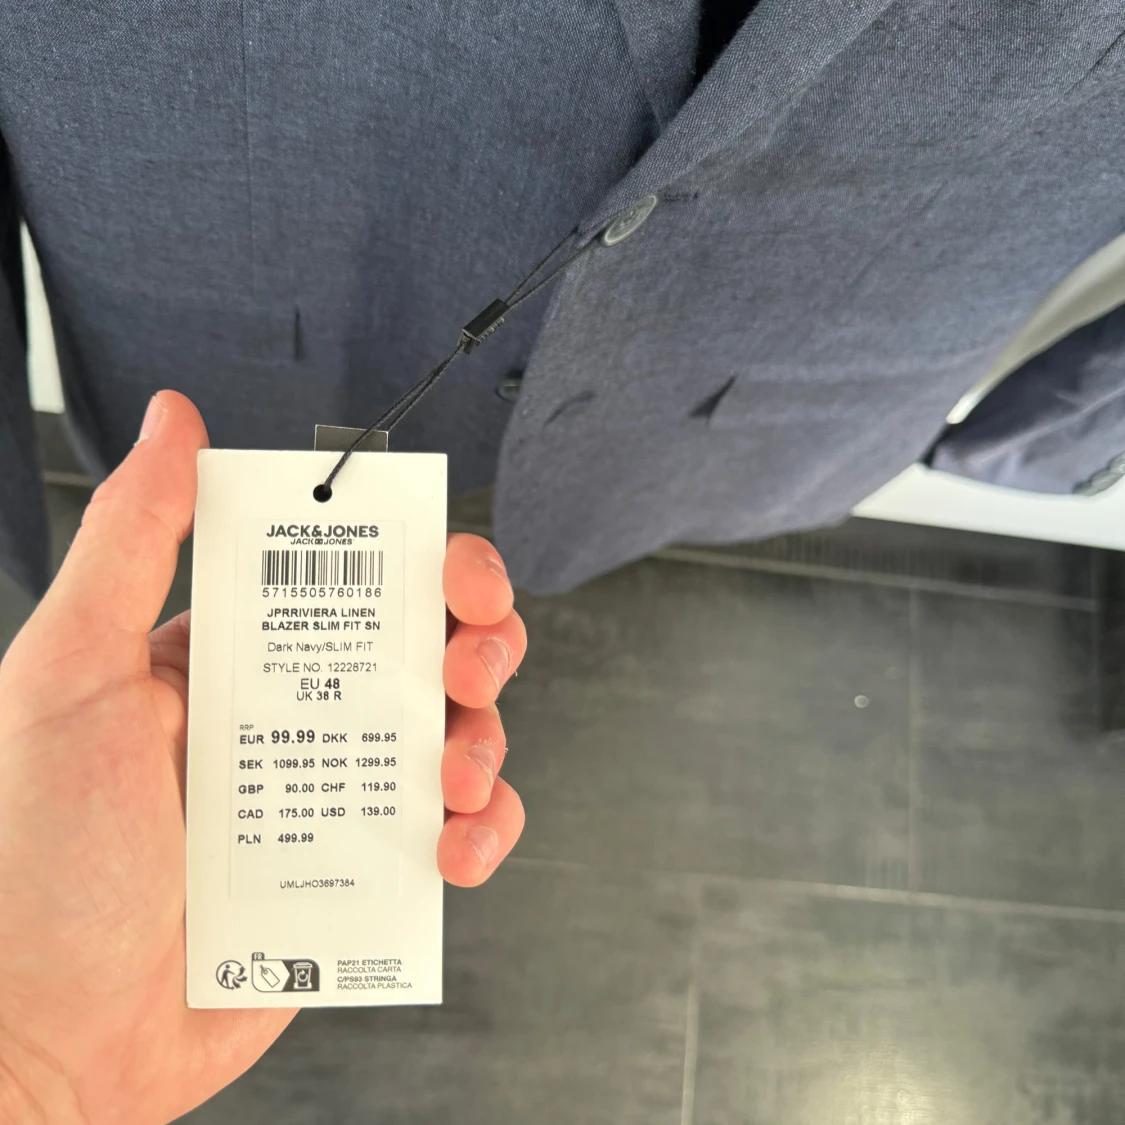 JACK&JONES
JACK & JONES
5715505760186
JPRRIVIERA LINEN
BLAZER SLIM FIT SN
Dark Navy/SLIM FIT
STYLE NO. 12228721
EU 48
UK 38 R
RRP
EUR 99.99 DKK 699.95
SEK 1099.95 NOK 1299.95
GBP 90.00 CHF 119.90
CAD 175.00 USD 139.00
PLN 499.99
UMLJHO3697384
FR
PAP21 ETICHETTA
RACCOLTA CARTA
C/PS93 STRINGA
RACCOLTA PLASTICA